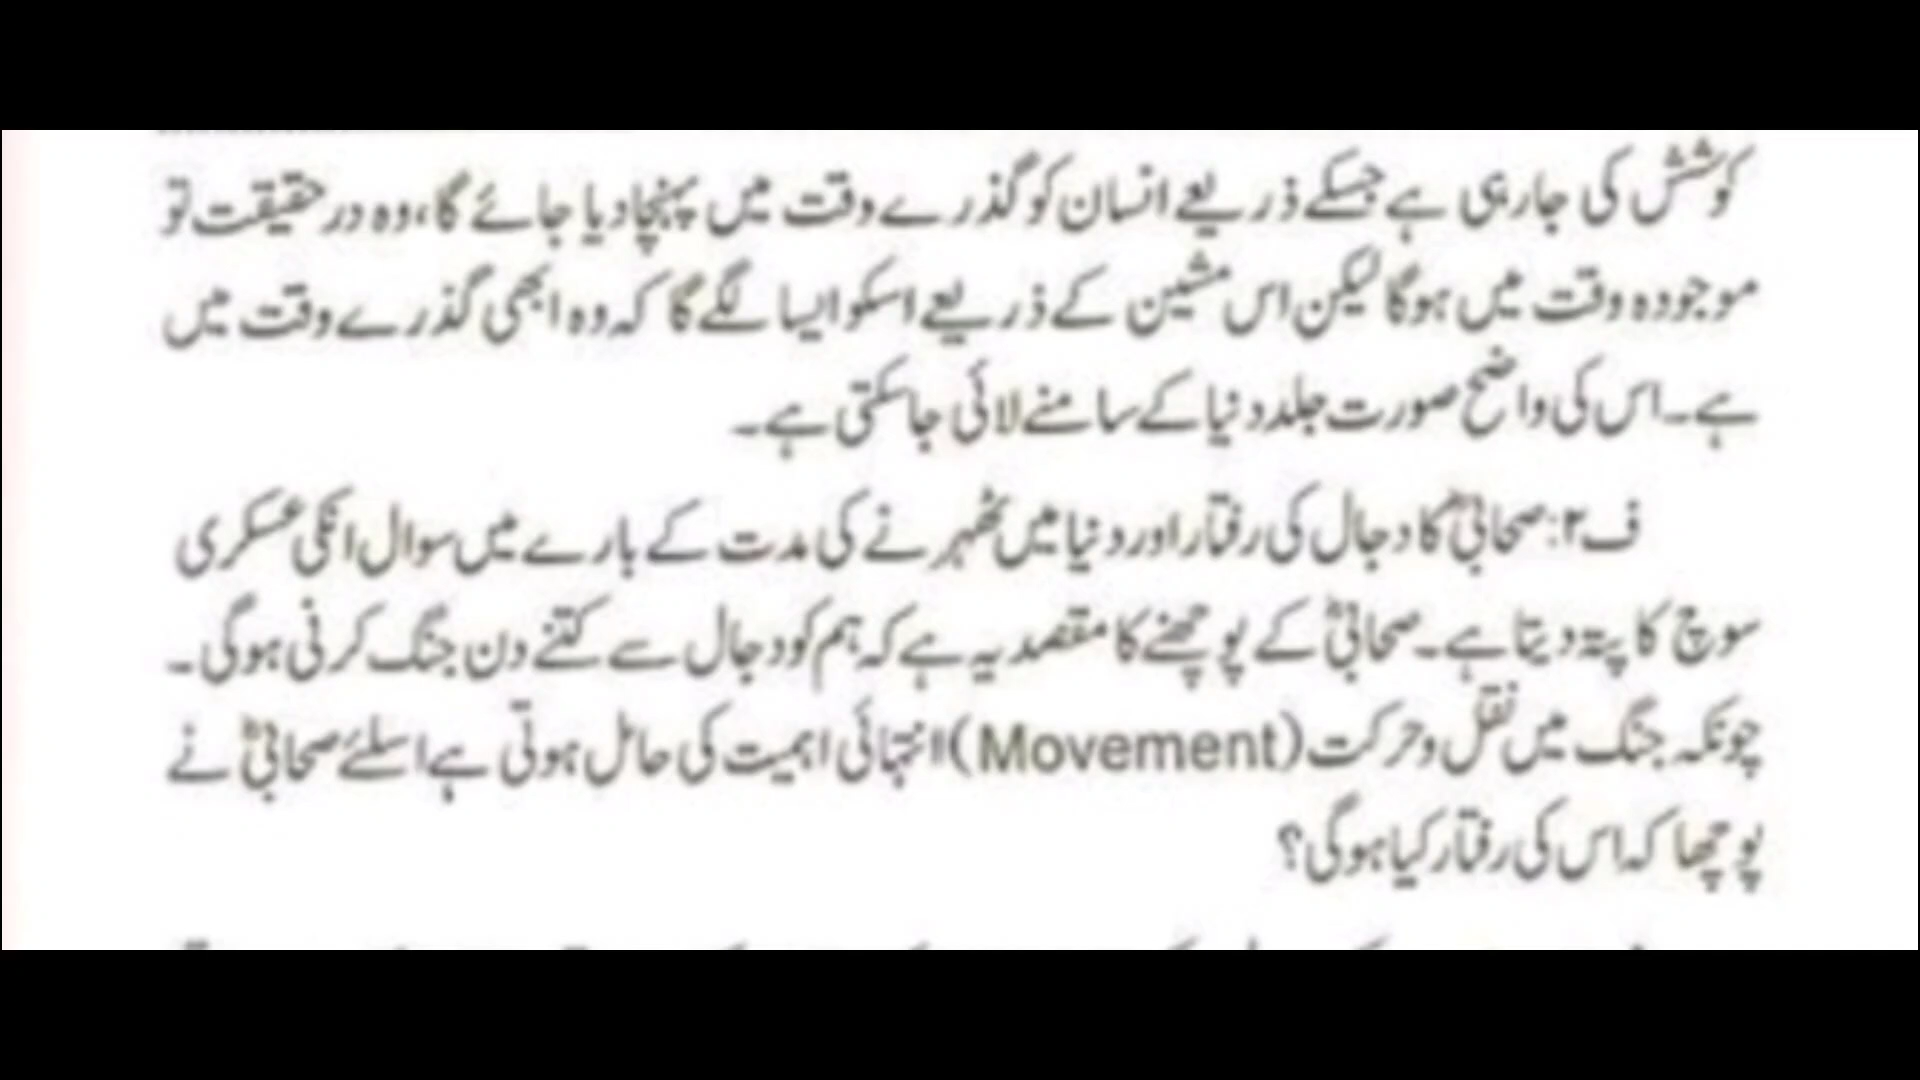 کوشش کی جارہی ہے جسکے ذریعے انسان کو گذرے وقت میں پہنچادیا جائے گا، وہ درحقیقت تو
موجودہ وقت میں ہوگا لیکن اس مشین کے ذریعے اسکو ایسا لگے گا کہ وہ ابھی گذرے وقت میں
ہے۔ اس کی واضح صورت جلد دنیا کے سامنے لائی جاسکتی ہے۔
ف۲: صحابیؓ کا دجال کی رفتار اور دنیا میں ٹھہرنے کی مدت کے بارے میں سوال انکی عسکری
سوچ کا پتہ دیتا ہے۔ صحابیؓ کے پوچھنے کا مقصد یہ ہے کہ ہم کو دجال سے کتنے دن جنگ کرنی ہوگی۔
چونکہ جنگ میں نقل وحرکت (Movement) انتہائی اہمیت کی حامل ہوتی ہے اسلئے صحابیؓ نے
پوچھا کہ اس کی رفتار کیا ہوگی؟